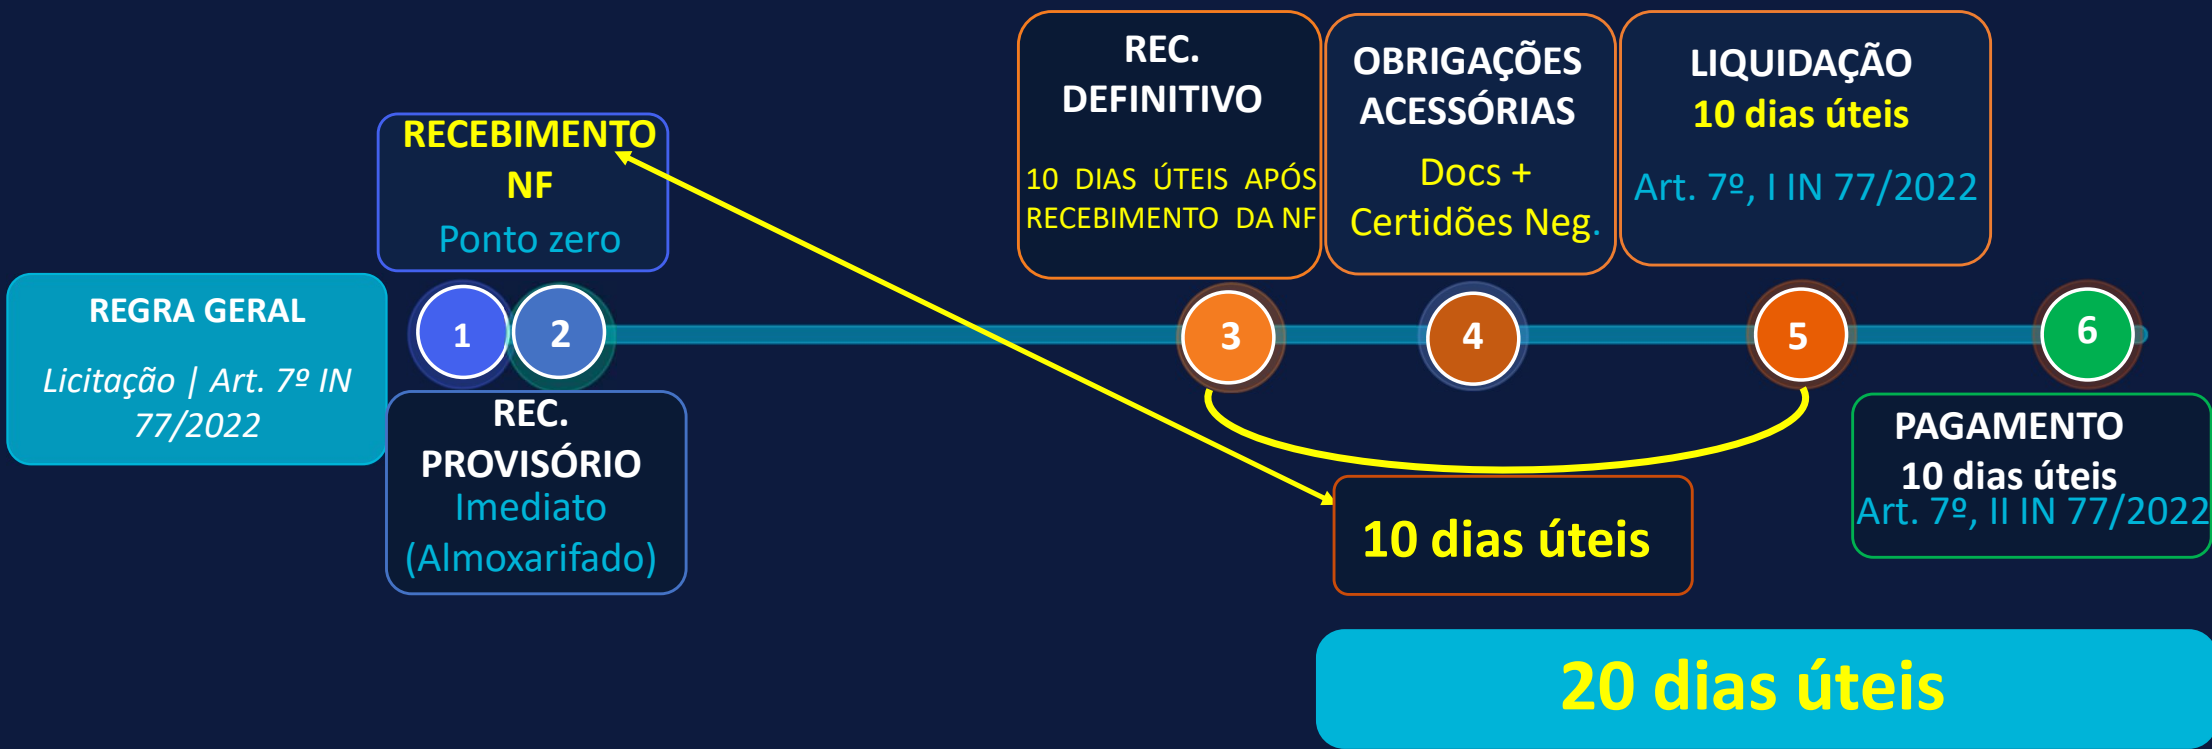 REGRA GERAL
Licitação | Art. 7º IN
77/2022
RECEBIMENTO
NF
Ponto zero
1
2
REC.
PROVISÓRIO
Imediato
(Almoxarifado)
REC.
DEFINITIVO
10 DIAS ÚTEIS APÓS
RECEBIMENTO DA NF
3
OBRIGAÇÕES
ACESSÓRIAS
Docs +
Certidões Neg.
4
LIQUIDAÇÃO
10 dias úteis
Art. 7º, I IN 77/2022
5
6
PAGAMENTO
10 dias úteis
Art. 7º, II IN 77/2022
10 dias úteis
20 dias úteis